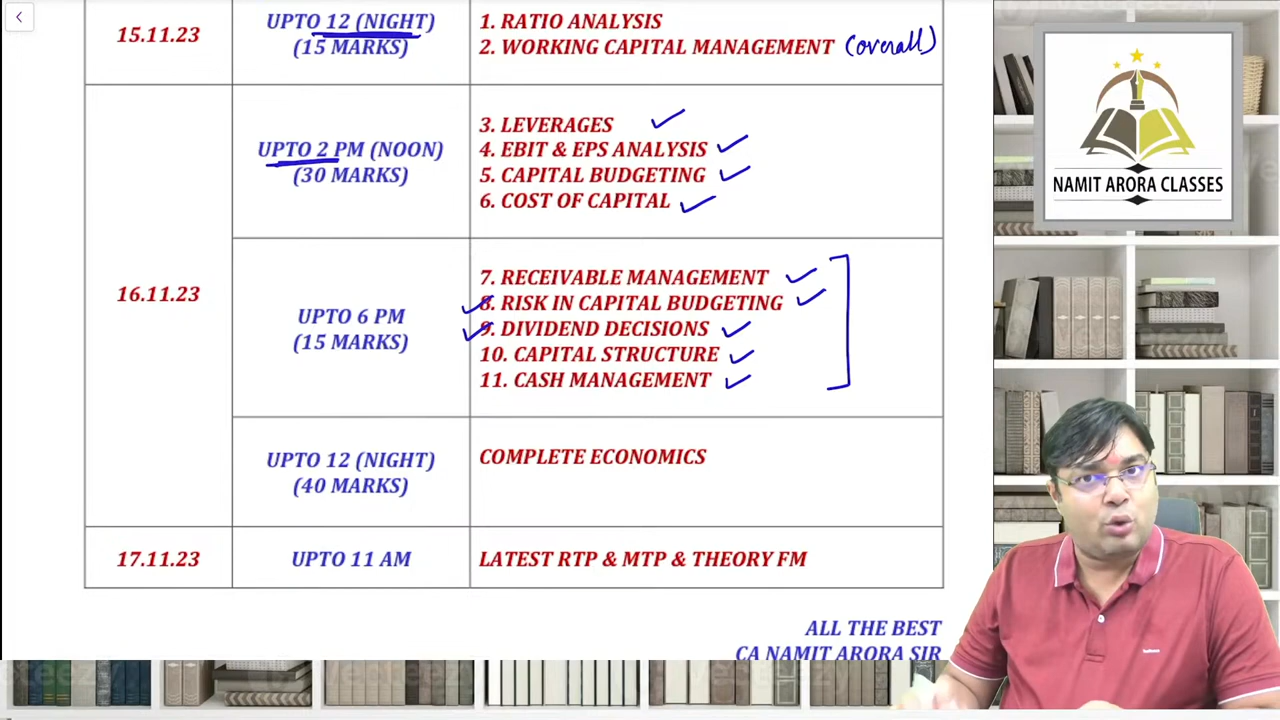 15.11.23
UPTO 12 (NIGHT)
(15 MARKS)
1. RATIO ANALYSIS
2. WORKING CAPITAL MANAGEMENT (overall)
16.11.23
UPTO 2 PM (NOON)
(30 MARKS)
3. LEVERAGES
4. EBIT & EPS ANALYSIS
5. CAPITAL BUDGETING
6. COST OF CAPITAL
UPTO 6 PM
(15 MARKS)
7. RECEIVABLE MANAGEMENT
8. RISK IN CAPITAL BUDGETING
9. DIVIDEND DECISIONS
10. CAPITAL STRUCTURE
11. CASH MANAGEMENT
UPTO 12 (NIGHT)
(40 MARKS)
COMPLETE ECONOMICS
17.11.23
UPTO 11 AM
LATEST RTP & MTP & THEORY FM
ALL THE BEST
CA NAMIT ARORA SIR
NAMIT ARORA CLASSES